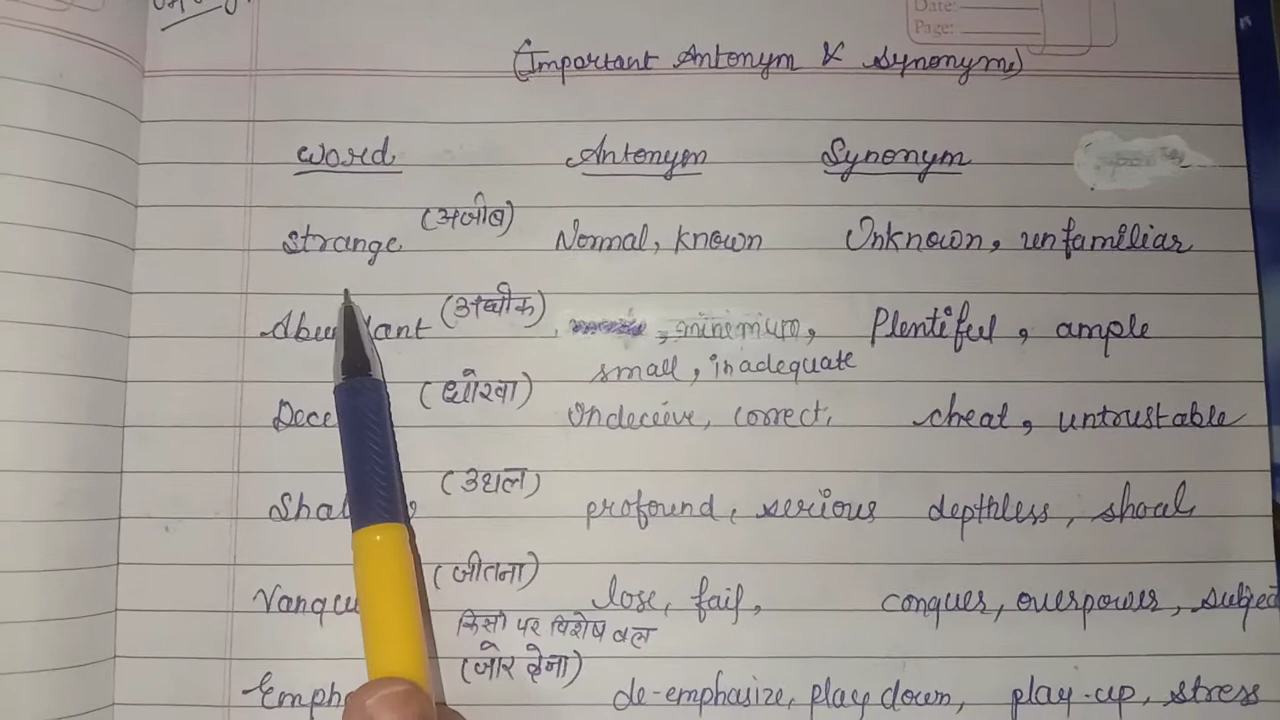 Date:
Page:
(Important Antonym & Synonym)
Word Antonym Synonym
Strange (अजीब) Normal, known Unknown, unfamiliar
(अधीक) minimum, Plentiful, ample
small, inadequate
(धोखा) Undeceive, correct, cheat, untrustable
(उथल) profound, serious depthless, shoal
(जीतना) lose, fail, conquer, overpower,
किसी पर विशेष बल
(जोर देना) de-emphasize, play down, play-up, stress